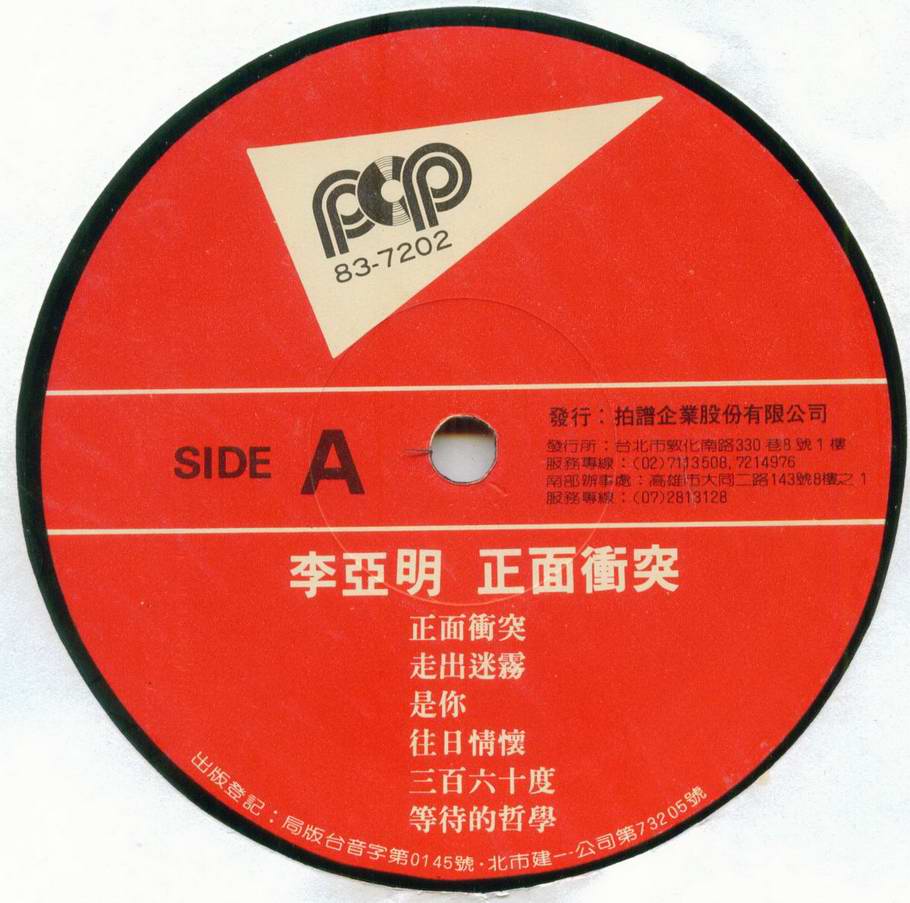 pop
83-7202
SIDE A
發行：拍譜企業股份有限公司
發行所：台北市敦化南路330巷8號1樓
服務專線：(02)7113508,7214976
南部辦事處：高雄市大同二路143號8樓之1
服務專線：(07)2813128
李亞明 正面衝突
正面衝突
走出迷霧
是你
往日情懷
三百六十度
等待的哲學
出版登記：局版台音字第0145號·北市建一公司第73205號